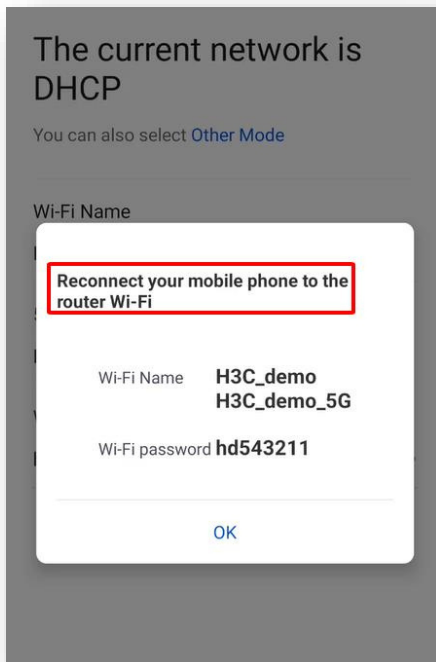 The current network is
DHCP
You can also select Other Mode
Wi-Fi Name
Reconnect your mobile phone to the
router Wi-Fi
Wi-Fi Name H3C_demo
H3C_demo_5G
Wi-Fi password hd543211
OK